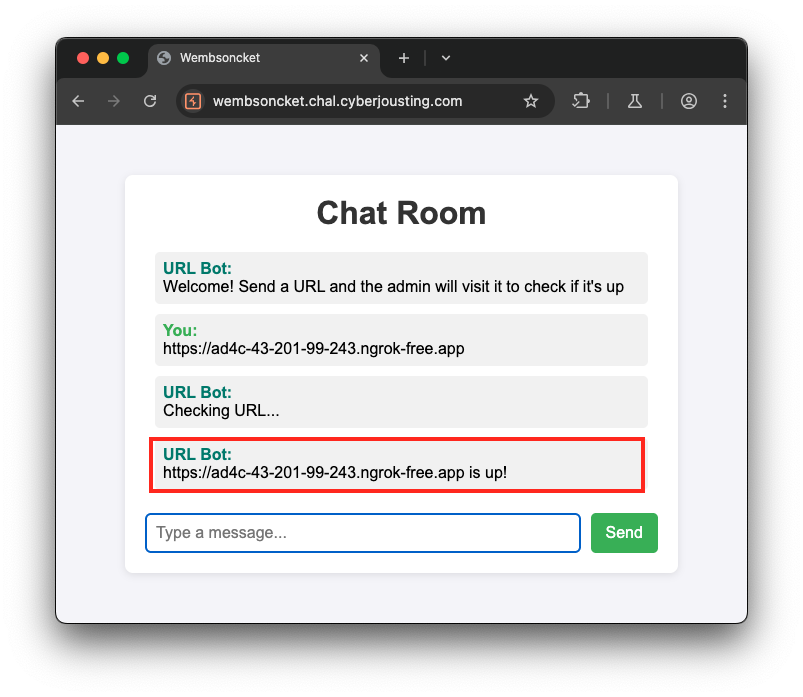 Wembsoncket
wembsoncket.chal.cyberjousting.com
Chat Room
URL Bot:
Welcome! Send a URL and the admin will visit it to check if it's up
You:
https://ad4c-43-201-99-243.ngrok-free.app
URL Bot:
Checking URL...
URL Bot:
https://ad4c-43-201-99-243.ngrok-free.app is up!
Type a message...
Send